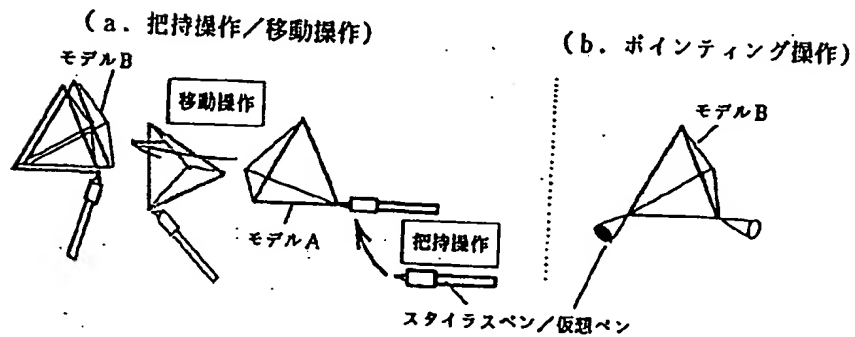 (a. 把持操作/移動操作)
モデルB
移動操作
モデルA
把持操作
スタイラスペン/仮想ペン
(b. ポインティング操作)
モデルB